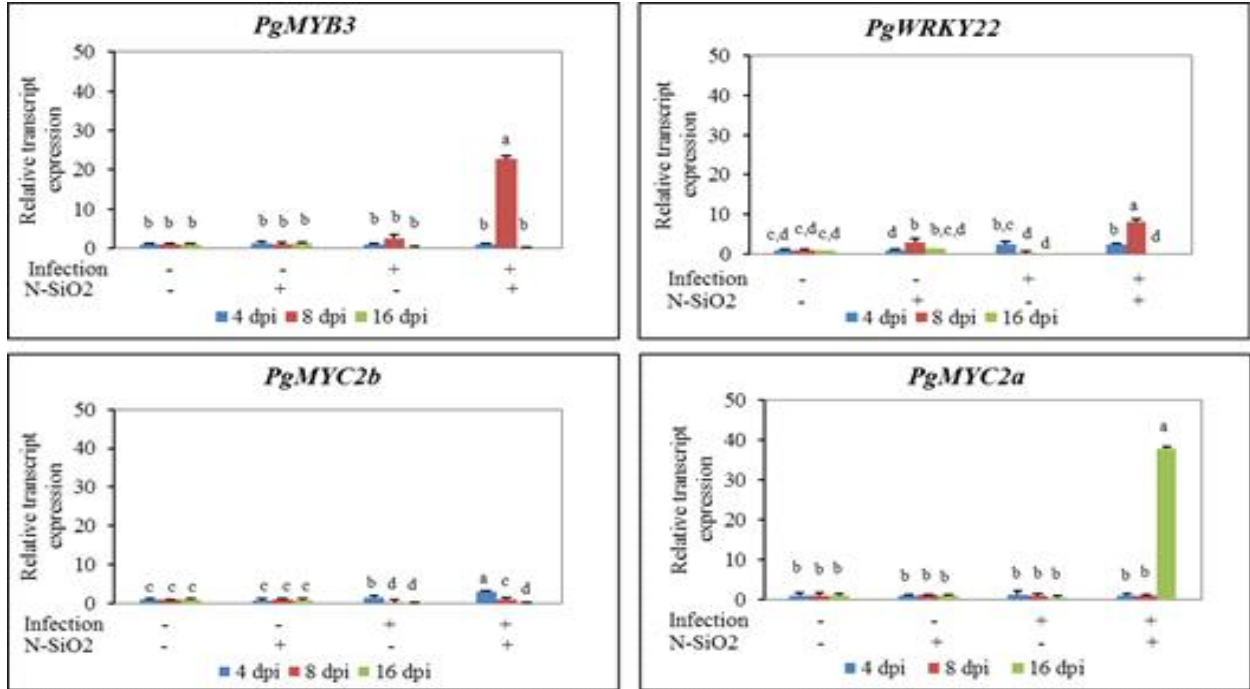 PgMYB3
50
40
30
20
10
0
Relative transcript
expression
b b b b b b b b b b a b
Infection - - + +
N-SiO2 - + - +
4 dpi 8 dpi 16 dpi
PgWRKY22
50
40
30
20
10
0
Relative transcript
expression
c,d c,d c,d d b b,c,d b,c d d b a d
Infection - - + +
N-SiO2 - + - +
4 dpi 8 dpi 16 dpi
PgMYC2b
50
40
30
20
10
0
Relative transcript
expression
c c c c c c b d d a c d
Infection - - + +
N-SiO2 - + - +
4 dpi 8 dpi 16 dpi
PgMYC2a
50
40
30
20
10
0
Relative transcript
expression
b b b b b b b b b b b a
Infection - - + +
N-SiO2 - + - +
4 dpi 8 dpi 16 dpi